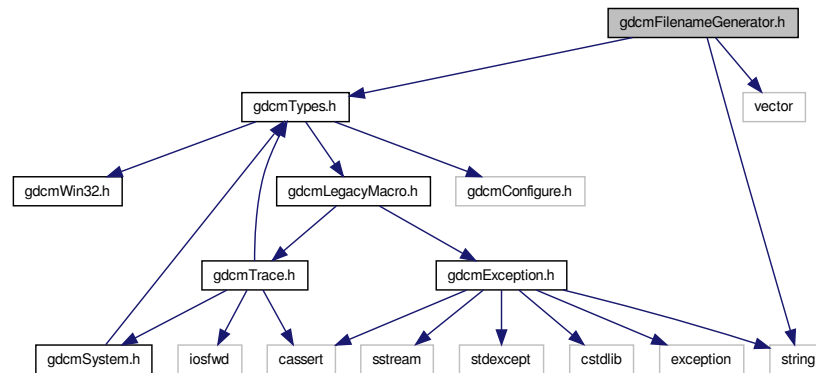 gdcmFilenameGenerator.h
gdcmTypes.h
vector
gdcmWin32.h
gdcmLegacyMacro.h
gdcmConfigure.h
gdcmTrace.h
gdcmException.h
gdcmSystem.h
iosfwd
cassert
sstream
stdexcept
cstdlib
exception
string